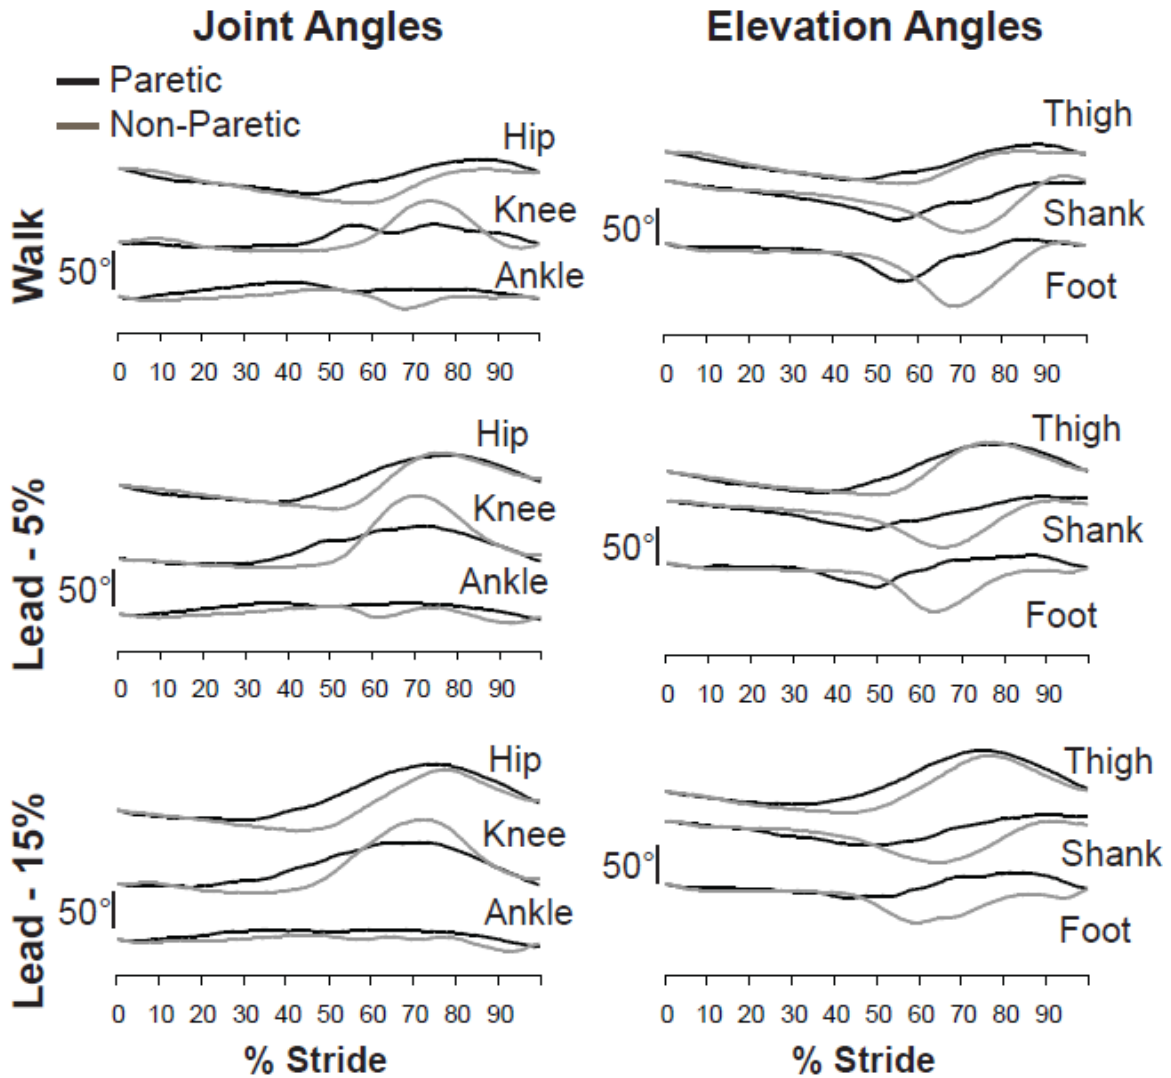 Joint Angles
Elevation Angles
Paretic
Non-Paretic
Walk
Hip
Knee
Ankle
50°
0 10 20 30 40 50 60 70 80 90
Thigh
Shank
Foot
50°
0 10 20 30 40 50 60 70 80 90
Lead - 5%
Hip
Knee
Ankle
50°
0 10 20 30 40 50 60 70 80 90
Thigh
Shank
Foot
50°
0 10 20 30 40 50 60 70 80 90
Lead - 15%
Hip
Knee
Ankle
50°
0 10 20 30 40 50 60 70 80 90
% Stride
Thigh
Shank
Foot
50°
0 10 20 30 40 50 60 70 80 90
% Stride